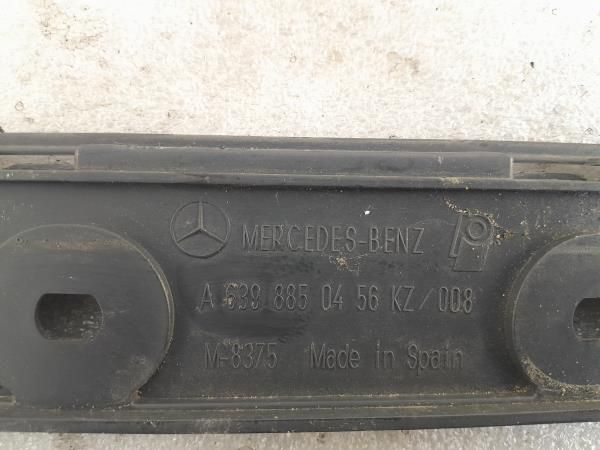 MERCEDES-BENZ
A 639 885 04 56 KZ/008
M-8375 Made in Spain